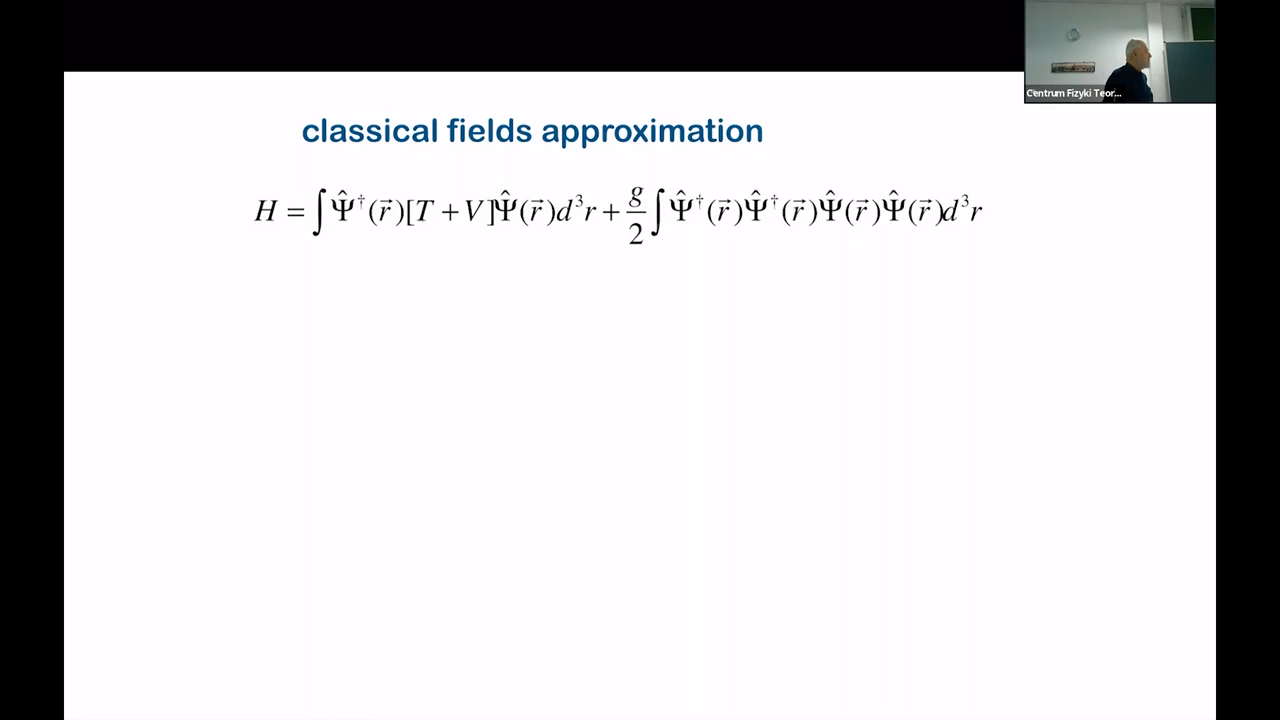 Centrum Fizyki Teor...
classical fields approximation
H = ∫ Ψ̂†(r⃗)[T + V]Ψ̂(r⃗)d³r + g/2 ∫ Ψ̂†(r⃗)Ψ̂†(r⃗)Ψ̂(r⃗)Ψ̂(r⃗)d³r